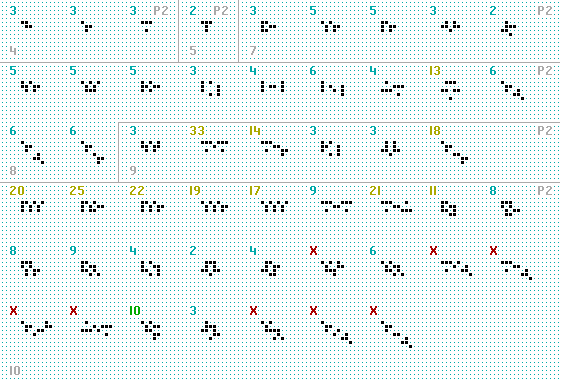 3 3 3 P2 2 P2 3 5 5 3 2 P2
4 5 7
5 5 5 3 4 6 4 13 6 P2
6 6 3 33 14 3 3 18 P2
8 9
20 25 22 19 17 9 21 11 8 P2
8 9 4 2 4 X 6 X X
X X 10 3 X X X
10